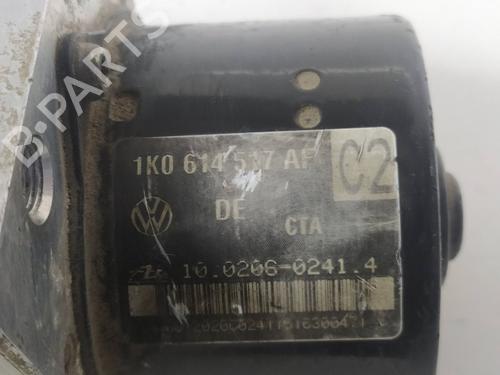 B-PARTS
1K0 614 517 AF C2
DE CTA
10.0206-0241.4